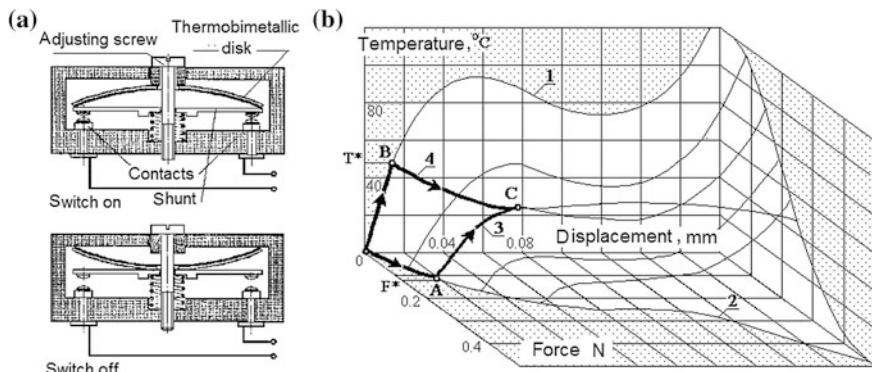 (a)
Adjusting screw
Thermobimetallic
disk
Contacts
Switch on
Shunt
Switch off
(b)
Temperature, °C
1
80
T*
B
4
40
C
3
0
0.04
0.08
Displacement, mm
F*
A
0.2
2
0.4
Force N